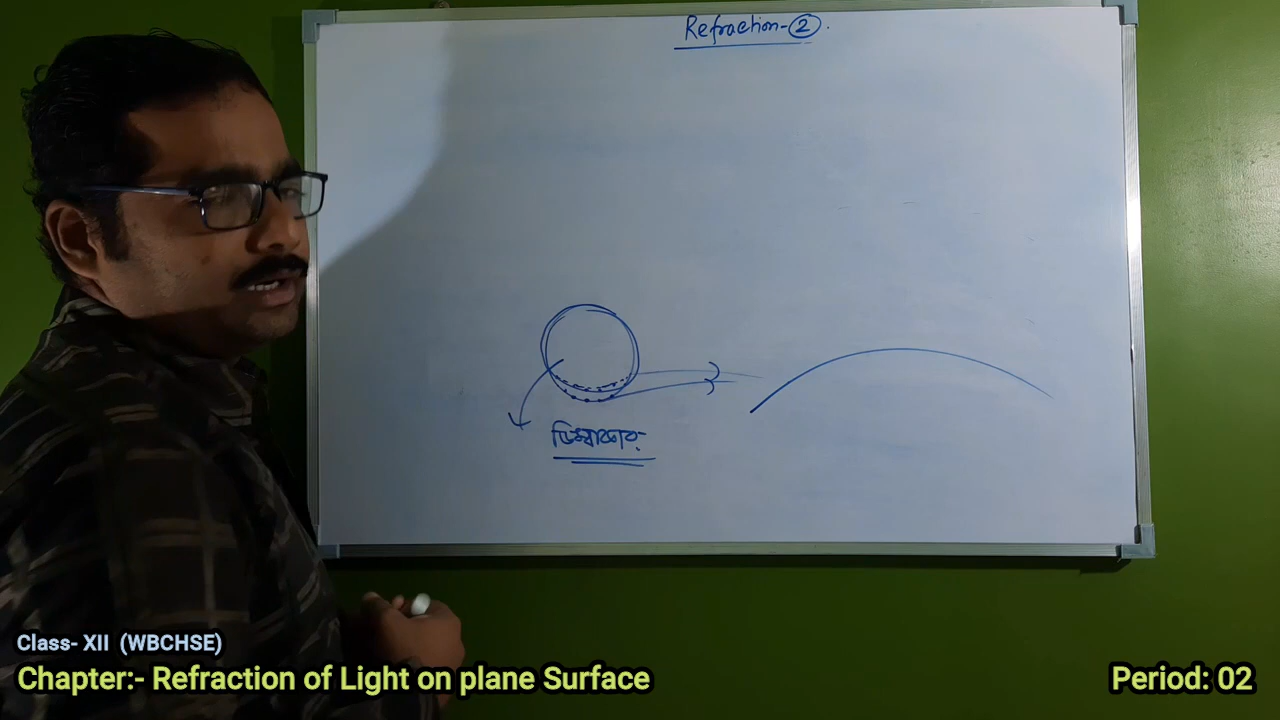 Refraction-②.
ডিম্বাকার
Class- XII (WBCHSE)
Chapter:- Refraction of Light on plane Surface
Period: 02